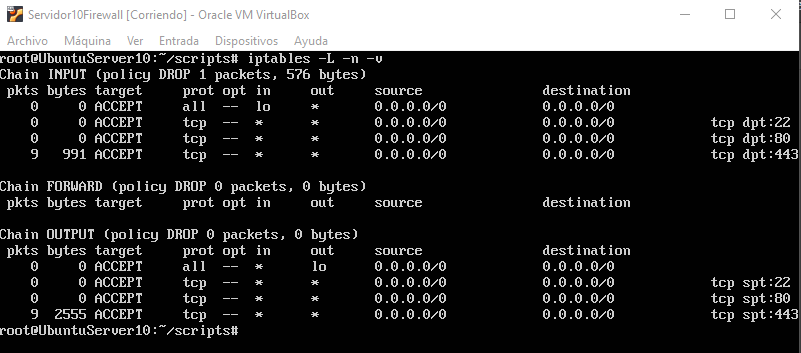 Servidor10Firewall [Corriendo] - Oracle VM VirtualBox
Archivo Máquina Ver Entrada Dispositivos Ayuda
root@UbuntuServer10:~/scripts# iptables -L -n -v
Chain INPUT (policy DROP 1 packets, 576 bytes)
pkts bytes target prot opt in out source destination
0 0 ACCEPT all -- lo * 0.0.0.0/0 0.0.0.0/0
0 0 ACCEPT tcp -- * * 0.0.0.0/0 0.0.0.0/0 tcp dpt:22
0 0 ACCEPT tcp -- * * 0.0.0.0/0 0.0.0.0/0 tcp dpt:80
9 991 ACCEPT tcp -- * * 0.0.0.0/0 0.0.0.0/0 tcp dpt:443
Chain FORWARD (policy DROP 0 packets, 0 bytes)
pkts bytes target prot opt in out source destination
Chain OUTPUT (policy DROP 0 packets, 0 bytes)
pkts bytes target prot opt in out source destination
0 0 ACCEPT all -- * lo 0.0.0.0/0 0.0.0.0/0
0 0 ACCEPT tcp -- * * 0.0.0.0/0 0.0.0.0/0 tcp spt:22
0 0 ACCEPT tcp -- * * 0.0.0.0/0 0.0.0.0/0 tcp spt:80
9 2555 ACCEPT tcp -- * * 0.0.0.0/0 0.0.0.0/0 tcp spt:443
root@UbuntuServer10:~/scripts#